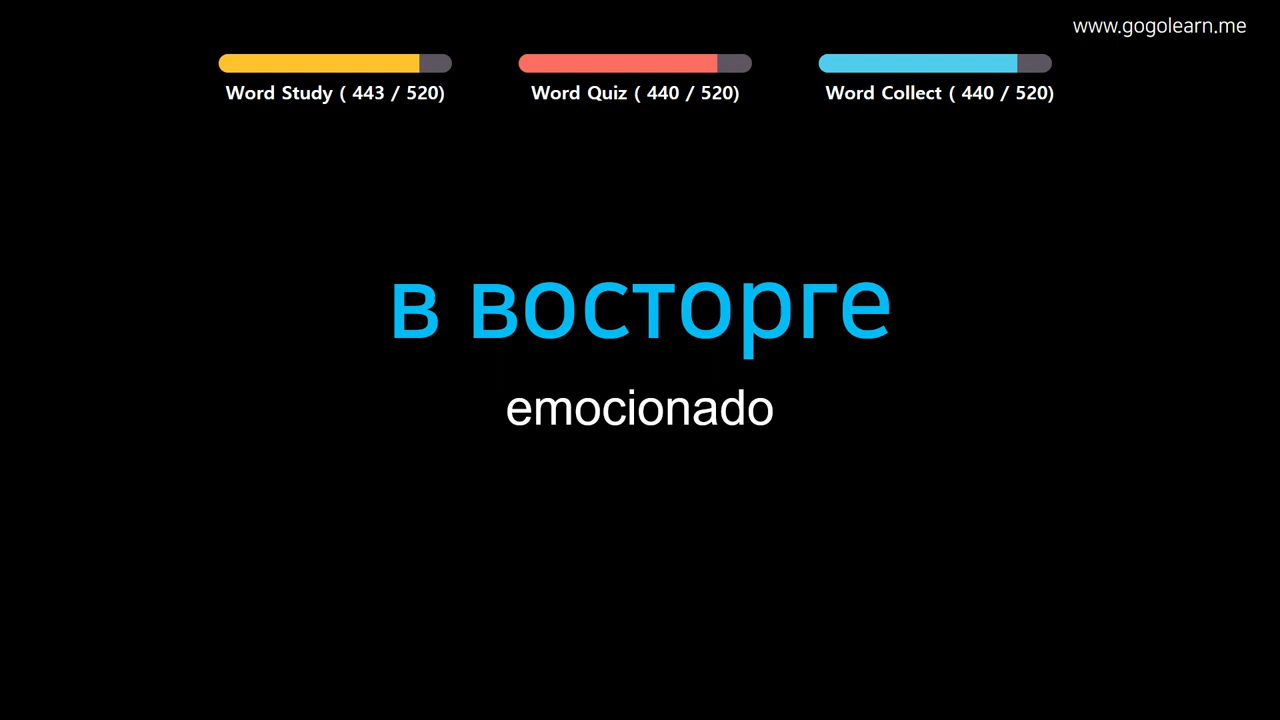 www.gogolearn.me
Word Study ( 443 / 520)
Word Quiz ( 440 / 520)
Word Collect ( 440 / 520)
в восторге
emocionado